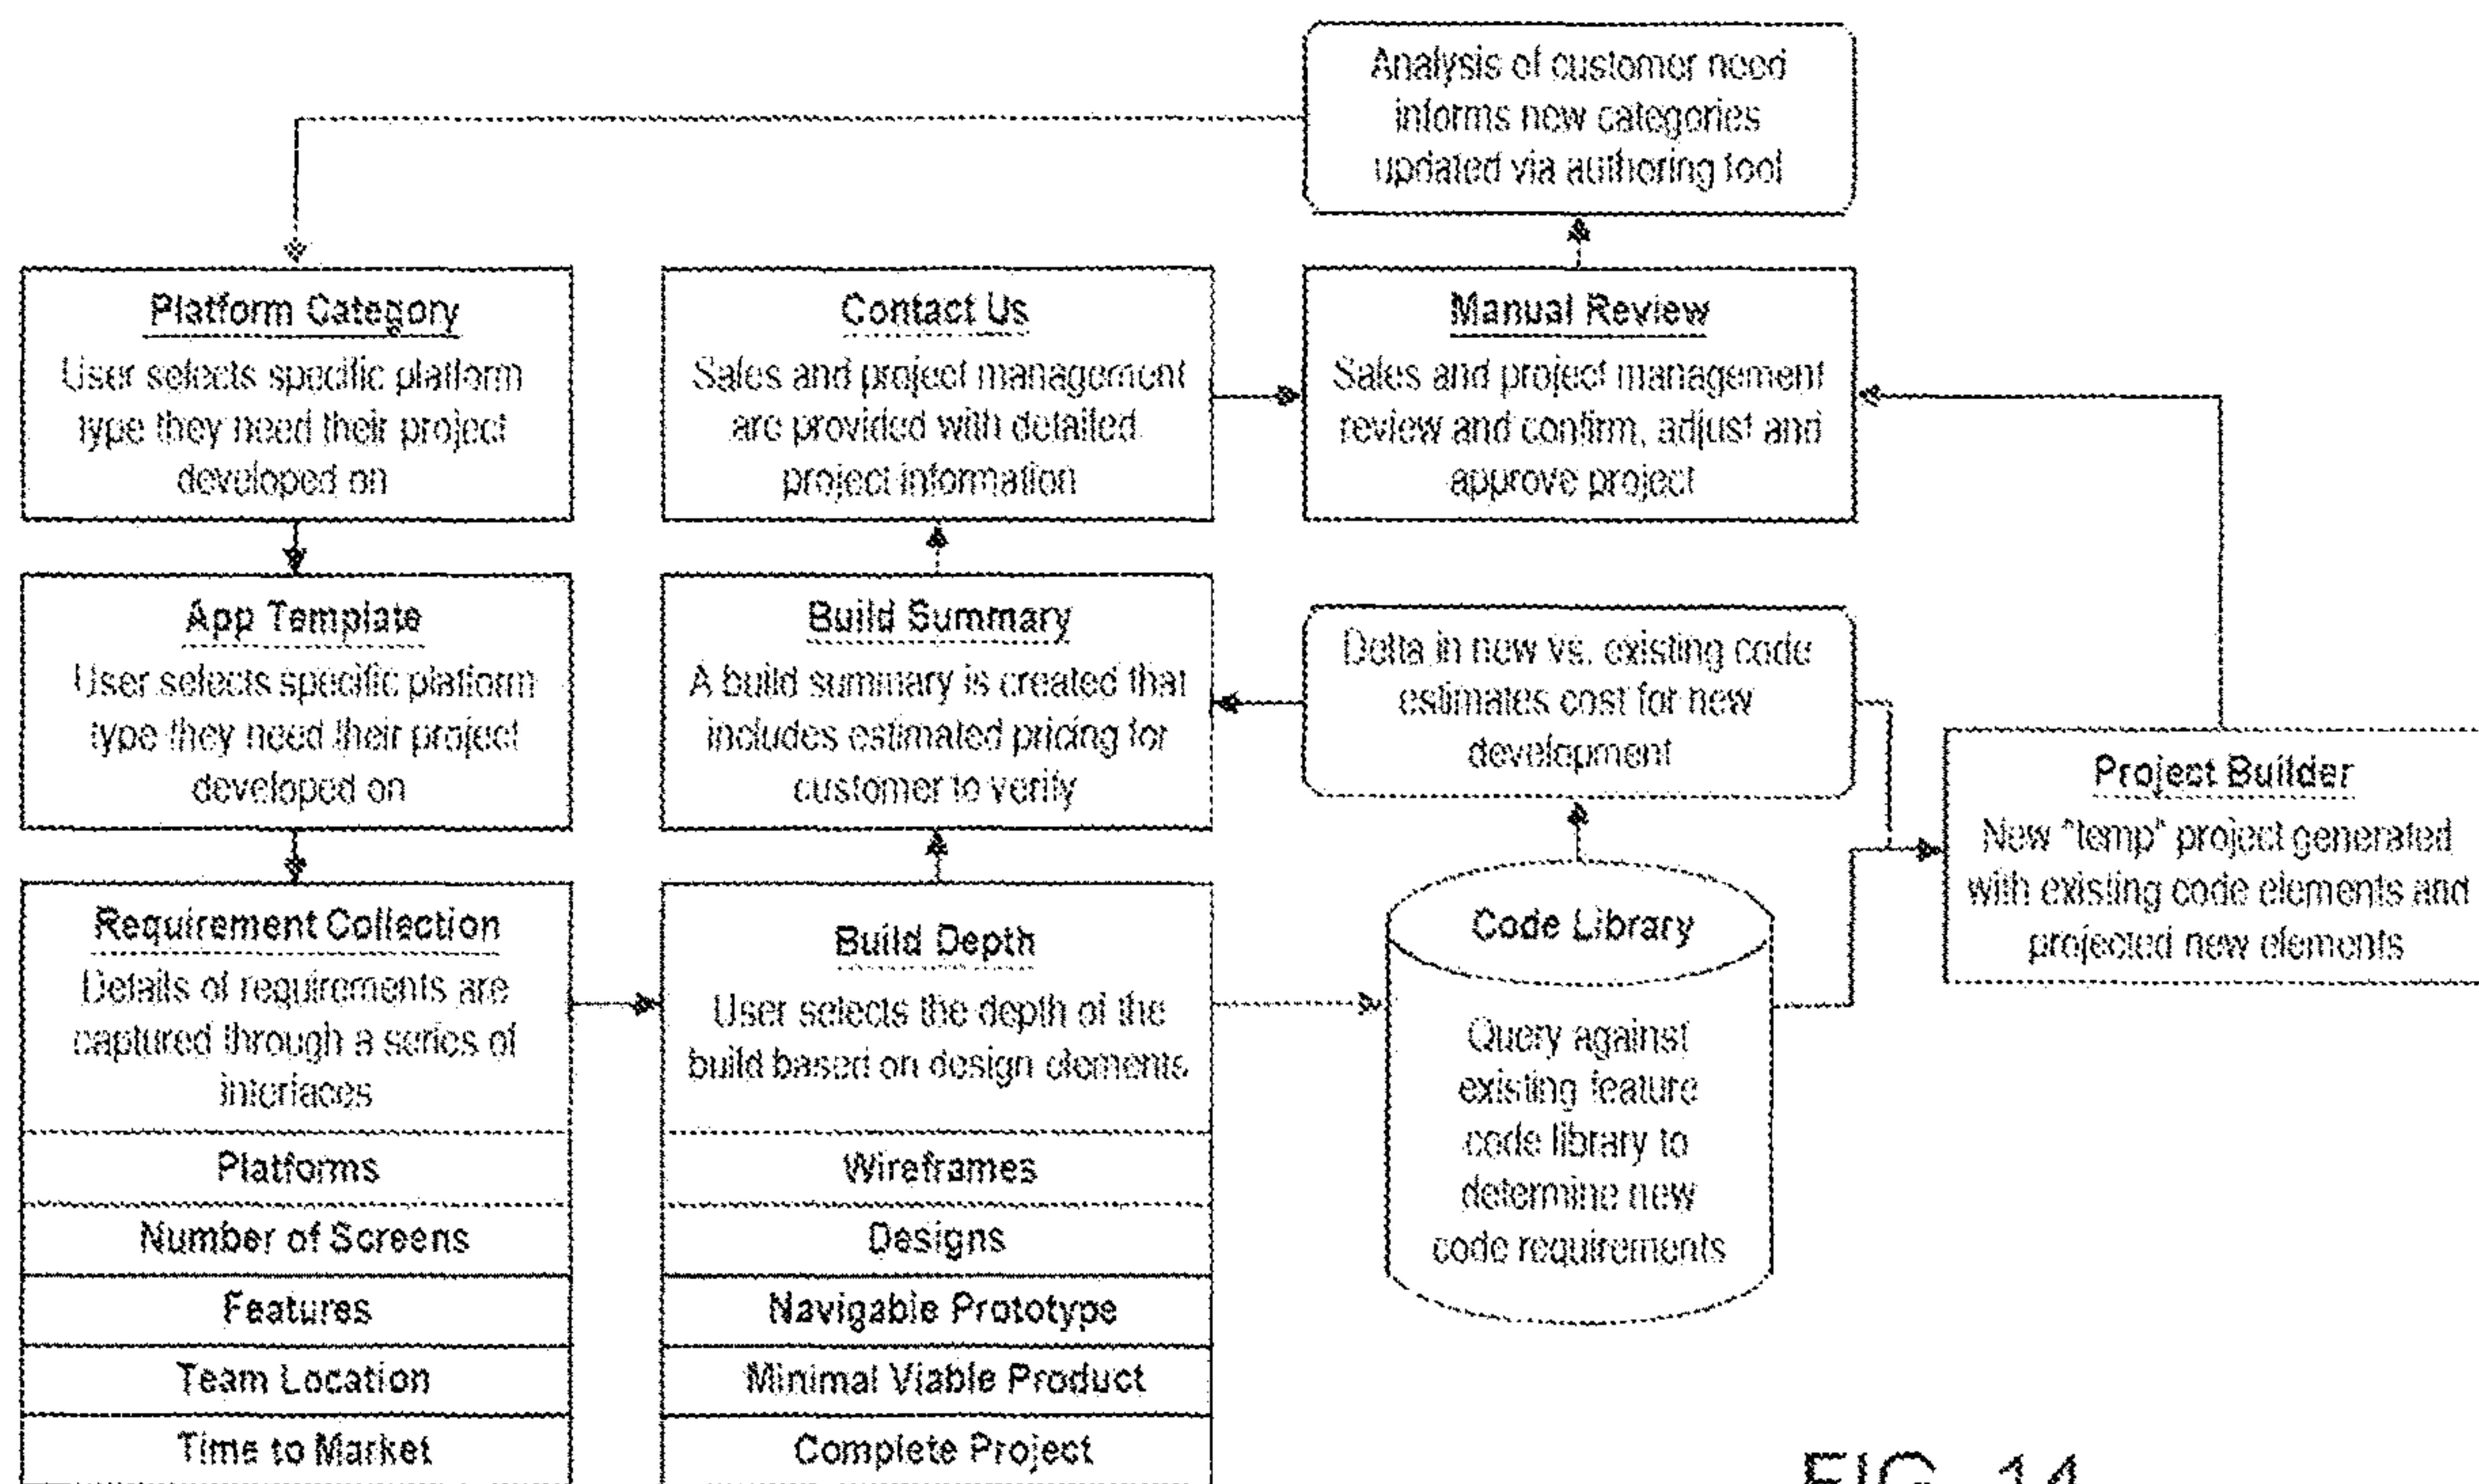 Analysis of customer need
informs new categories
updated via authoring tool
Platform Category
User selects specific platform
type they need their project
developed on
Contact Us
Sales and project management
are provided with detailed
project information
Manual Review
Sales and project management
review and confirm, adjust and
approve project
App Template
User selects specific platform
type they need their project
developed on
Build Summary
A build summary is created that
includes estimated pricing for
customer to verify
Delta in new vs. existing code
estimates cost for new
development
Project Builder
New "temp" project generated
with existing code elements and
projected new elements
Requirement Collection
Details of requirements are
captured through a series of
interfaces
Platforms
Number of Screens
Features
Team Location
Time to Market
Build Depth
User selects the depth of the
build based on design elements
Wireframes
Designs
Navigable Prototype
Minimal Viable Product
Complete Project
Code Library
Query against
existing feature
code library to
determine new
code requirements
FIG. 14